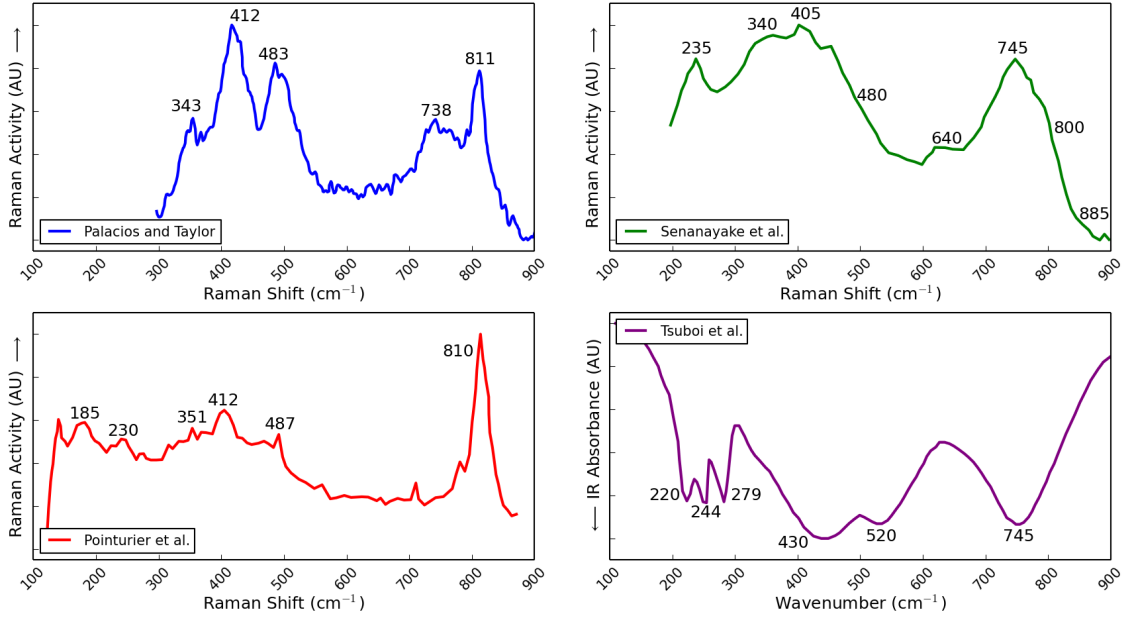 412
483
811
343
738
Raman Activity (AU) →
Palacios and Taylor
100 200 300 400 500 600 700 800 900
Raman Shift (cm⁻¹)
405
340
235
745
480
640
800
885
Raman Activity (AU) →
Senanayake et al.
100 200 300 400 500 600 700 800 900
Raman Shift (cm⁻¹)
810
185
230
351
412
487
Raman Activity (AU) →
Pointurier et al.
100 200 300 400 500 600 700 800 900
Raman Shift (cm⁻¹)
Tsuboi et al.
220
244
279
430
520
745
← IR Absorbance (AU)
100 200 300 400 500 600 700 800 900
Wavenumber (cm⁻¹)